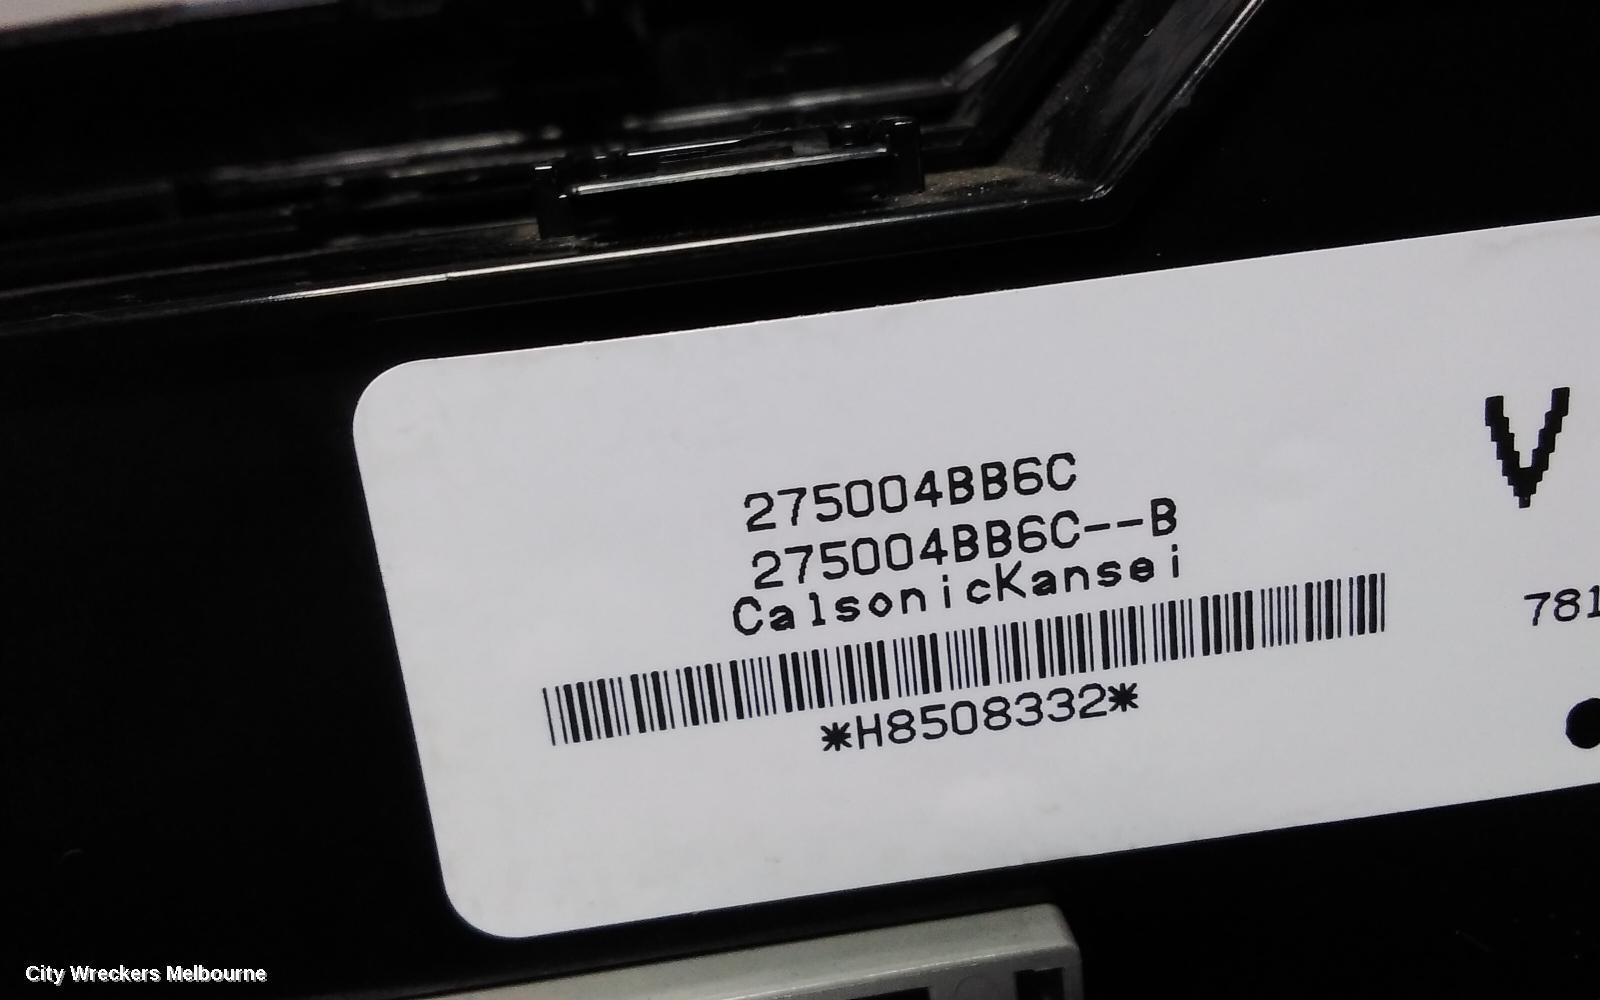 275004BB6C
275004BB6C--B
CalsonicKansei
*H8508332*
V
781
City Wreckers Melbourne